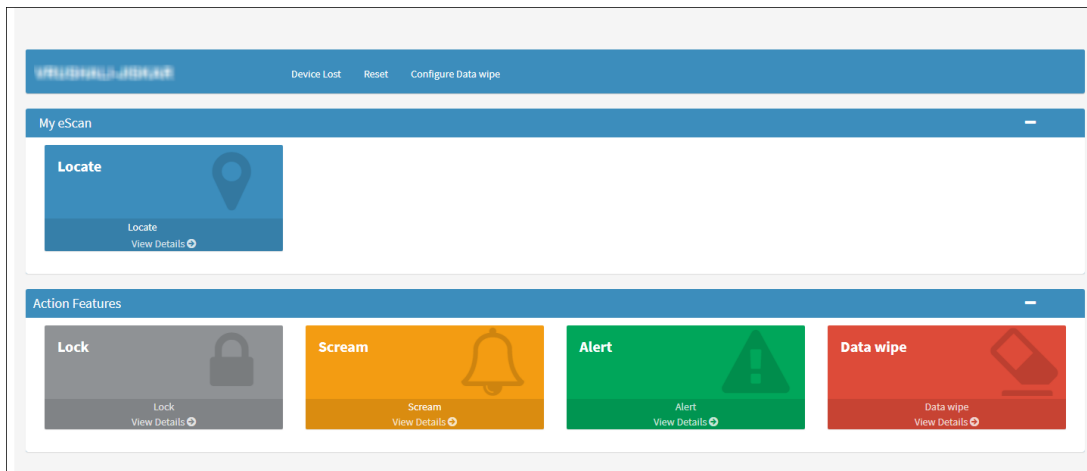 Device Lost Reset Configure Data wipe
My eScan
Locate
Locate
View Details
Action Features
Lock Scream Alert Data wipe
Lock Scream Alert Data wipe
View Details View Details View Details View Details